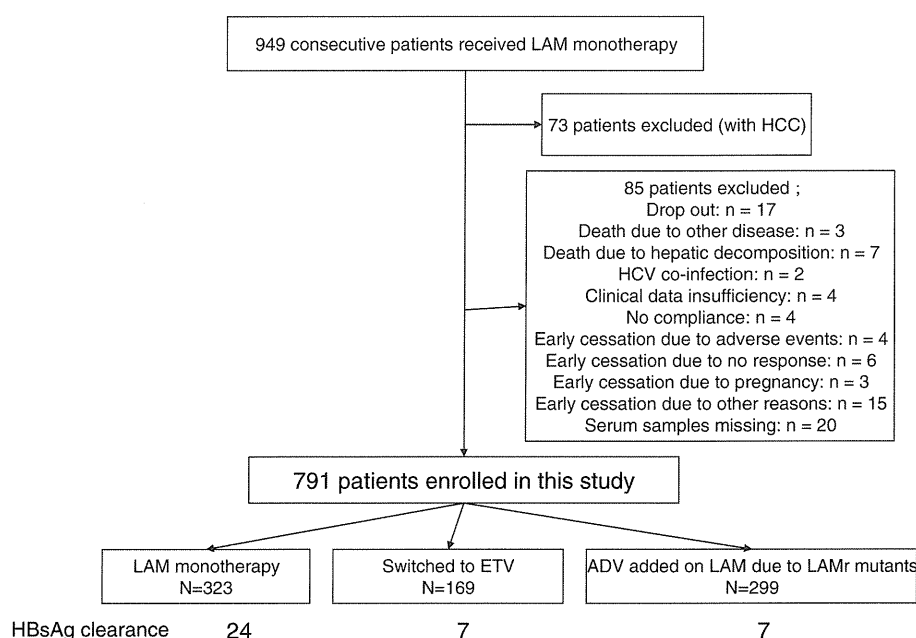 949 consecutive patients received LAM monotherapy
73 patients excluded (with HCC)
85 patients excluded ;
Drop out: n = 17
Death due to other disease: n = 3
Death due to hepatic decomposition: n = 7
HCV co-infection: n = 2
Clinical data insufficiency: n = 4
No compliance: n = 4
Early cessation due to adverse events: n = 4
Early cessation due to no response: n = 6
Early cessation due to pregnancy: n = 3
Early cessation due to other reasons: n = 15
Serum samples missing: n = 20
791 patients enrolled in this study
LAM monotherapy
N=323
Switched to ETV
N=169
ADV added on LAM due to LAMr mutants
N=299
HBsAg clearance 24 7 7